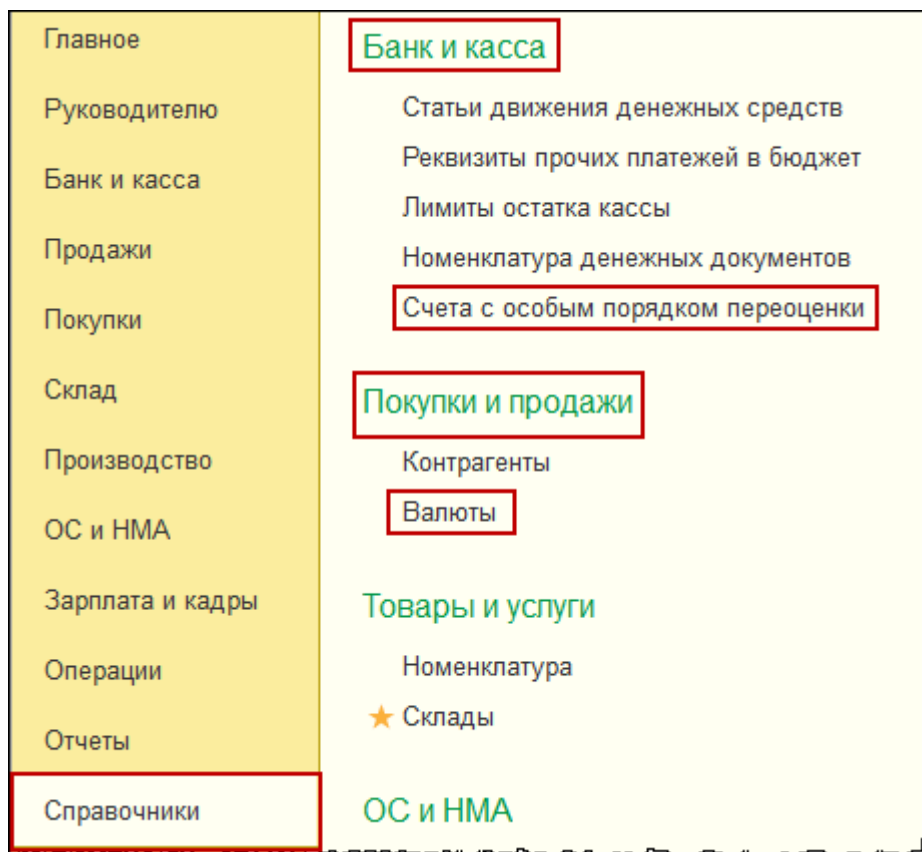 Главное
Руководителю
Банк и касса
Продажи
Покупки
Склад
Производство
ОС и НМА
Зарплата и кадры
Операции
Отчеты
Справочники
Банк и касса
Статьи движения денежных средств
Реквизиты прочих платежей в бюджет
Лимиты остатка кассы
Номенклатура денежных документов
Счета с особым порядком переоценки
Покупки и продажи
Контрагенты
Валюты
Товары и услуги
Номенклатура
Склады
ОС и НМА